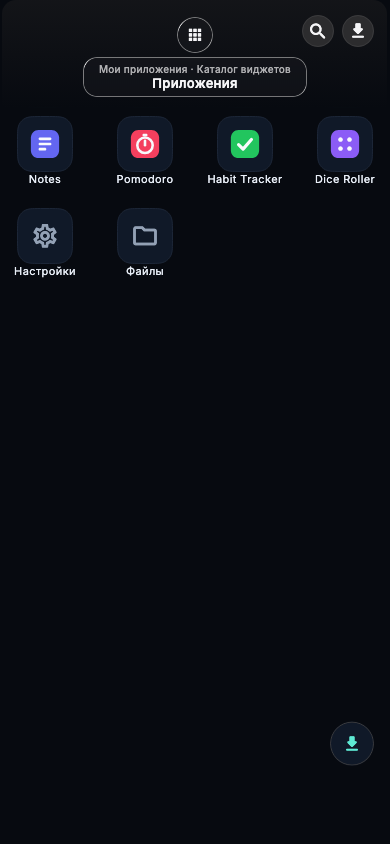 Мои приложения · Каталог виджетов
Приложения
Notes
Pomodoro
Habit Tracker
Dice Roller
Настройки
Файлы